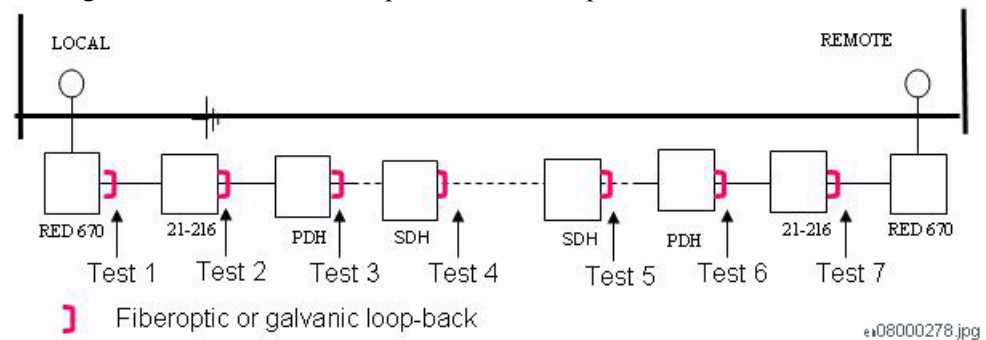 LOCAL
REMOTE
RED 670
21-216
PDH
SDH
SDH
PDH
21-216
RED 670
Test 1
Test 2
Test 3
Test 4
Test 5
Test 6
Test 7
Fiberoptic or galvanic loop-back
en08000278.jpg